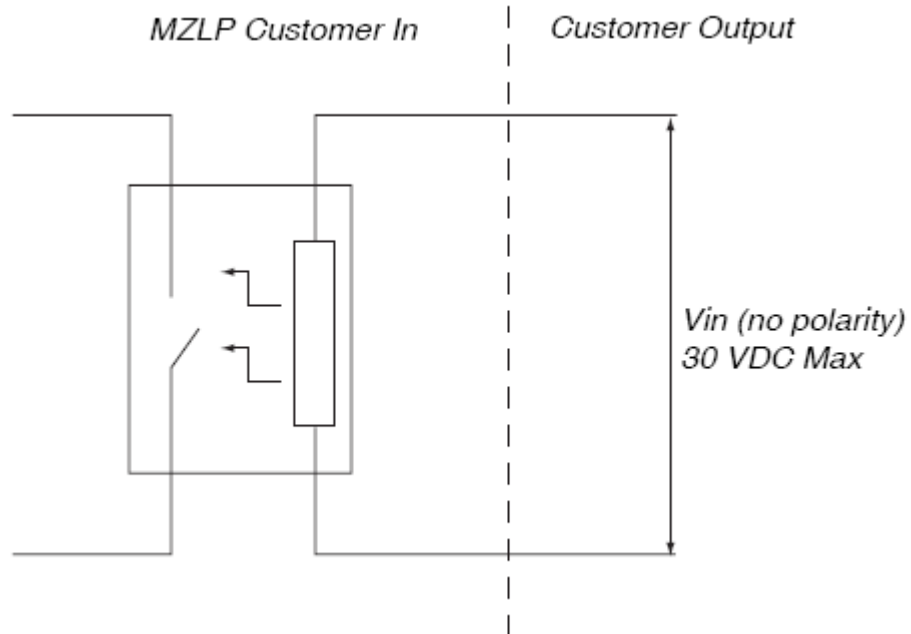 MZLP Customer In
Customer Output
Vin (no polarity)
30 VDC Max